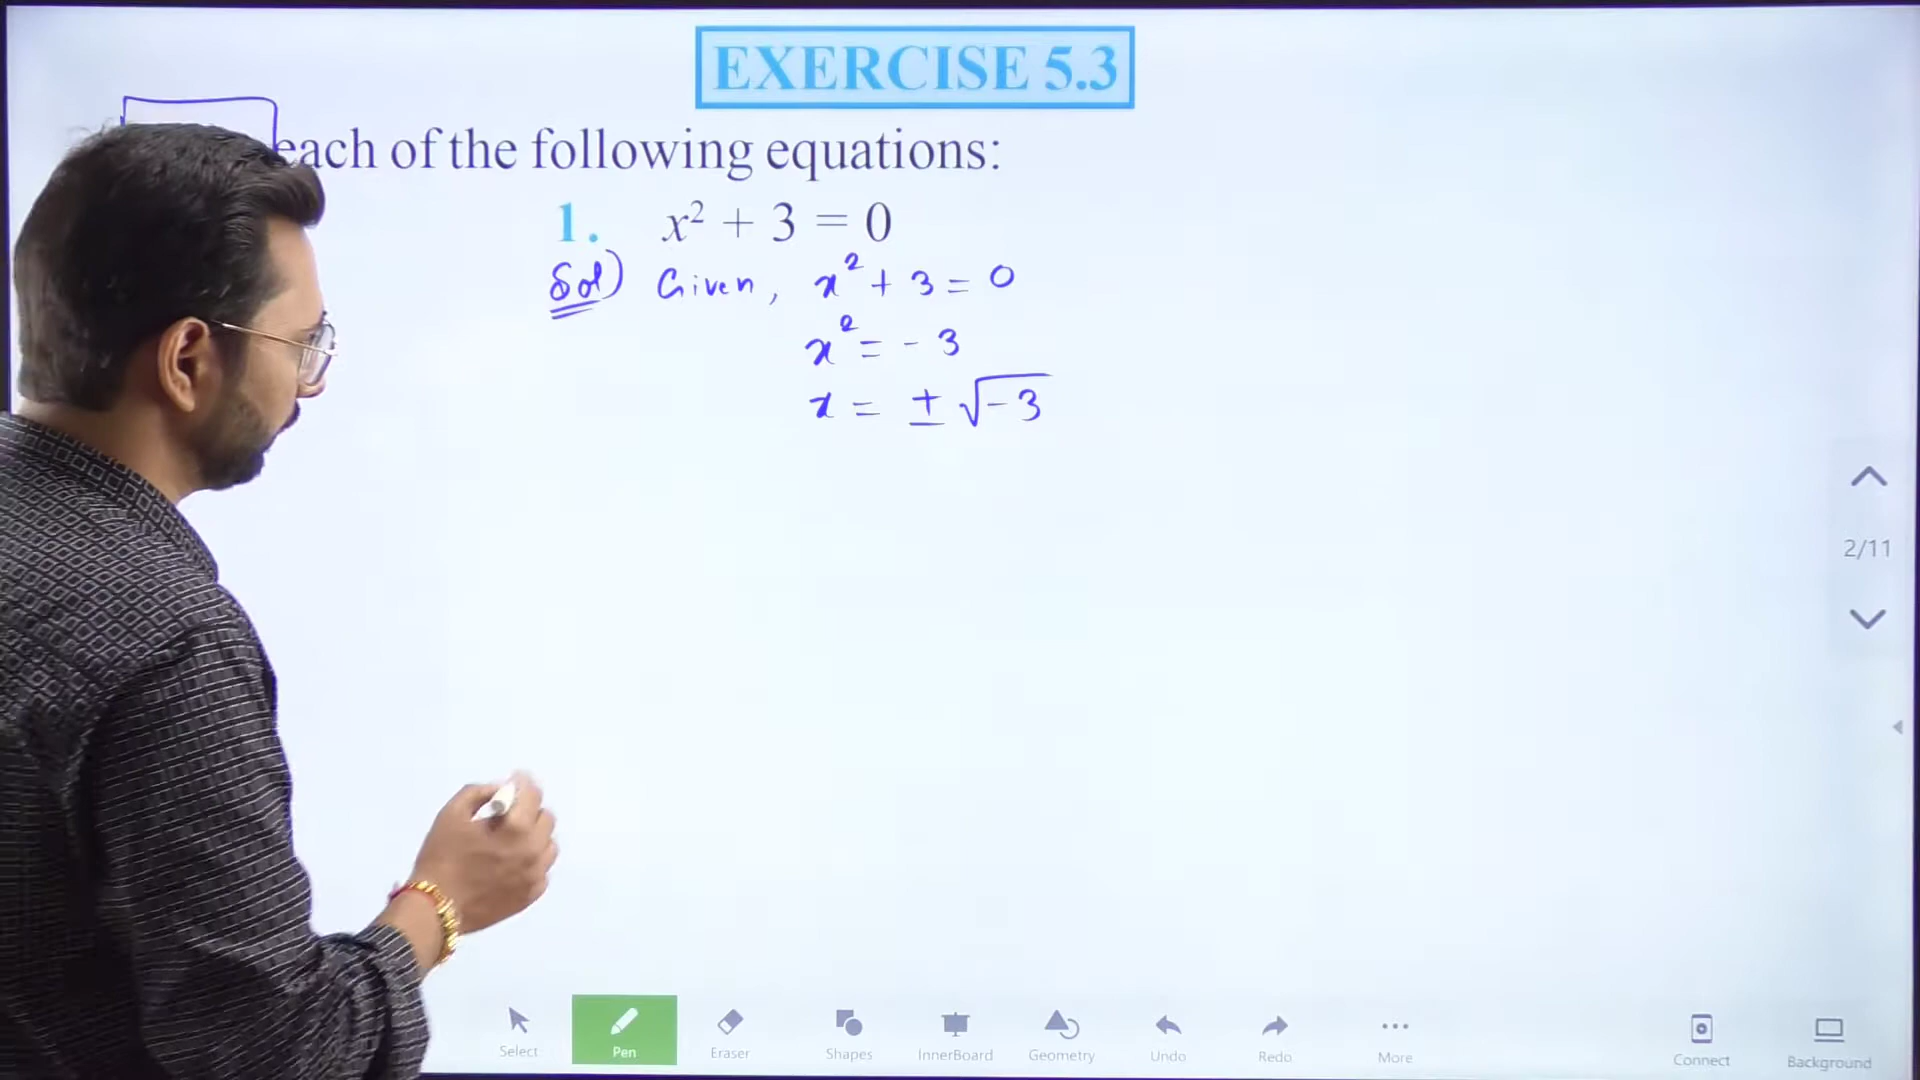 EXERCISE 5.3
each of the following equations:
1. x² + 3 = 0
Sol) Given, x² + 3 = 0
x² = - 3
x = ± √-3
2/11
Select
Pen
Eraser
Shapes
InnerBoard
Geometry
Undo
Redo
More
Connect
Background